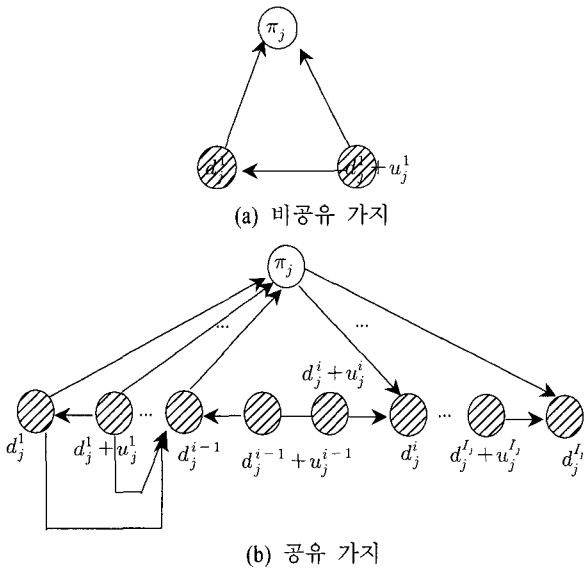 π_j
d_j^1 d_j^1 + u_j^1
(a) 비공유 가지
π_j
... ...
d_j^i + u_j^i
... ...
d_j^1 d_j^1 + u_j^1 d_j^{i-1} d_j^{i-1} + u_j^{i-1} d_j^i d_j^{I_j} + u_j^{I_j} d_j^{I_j}
(b) 공유 가지